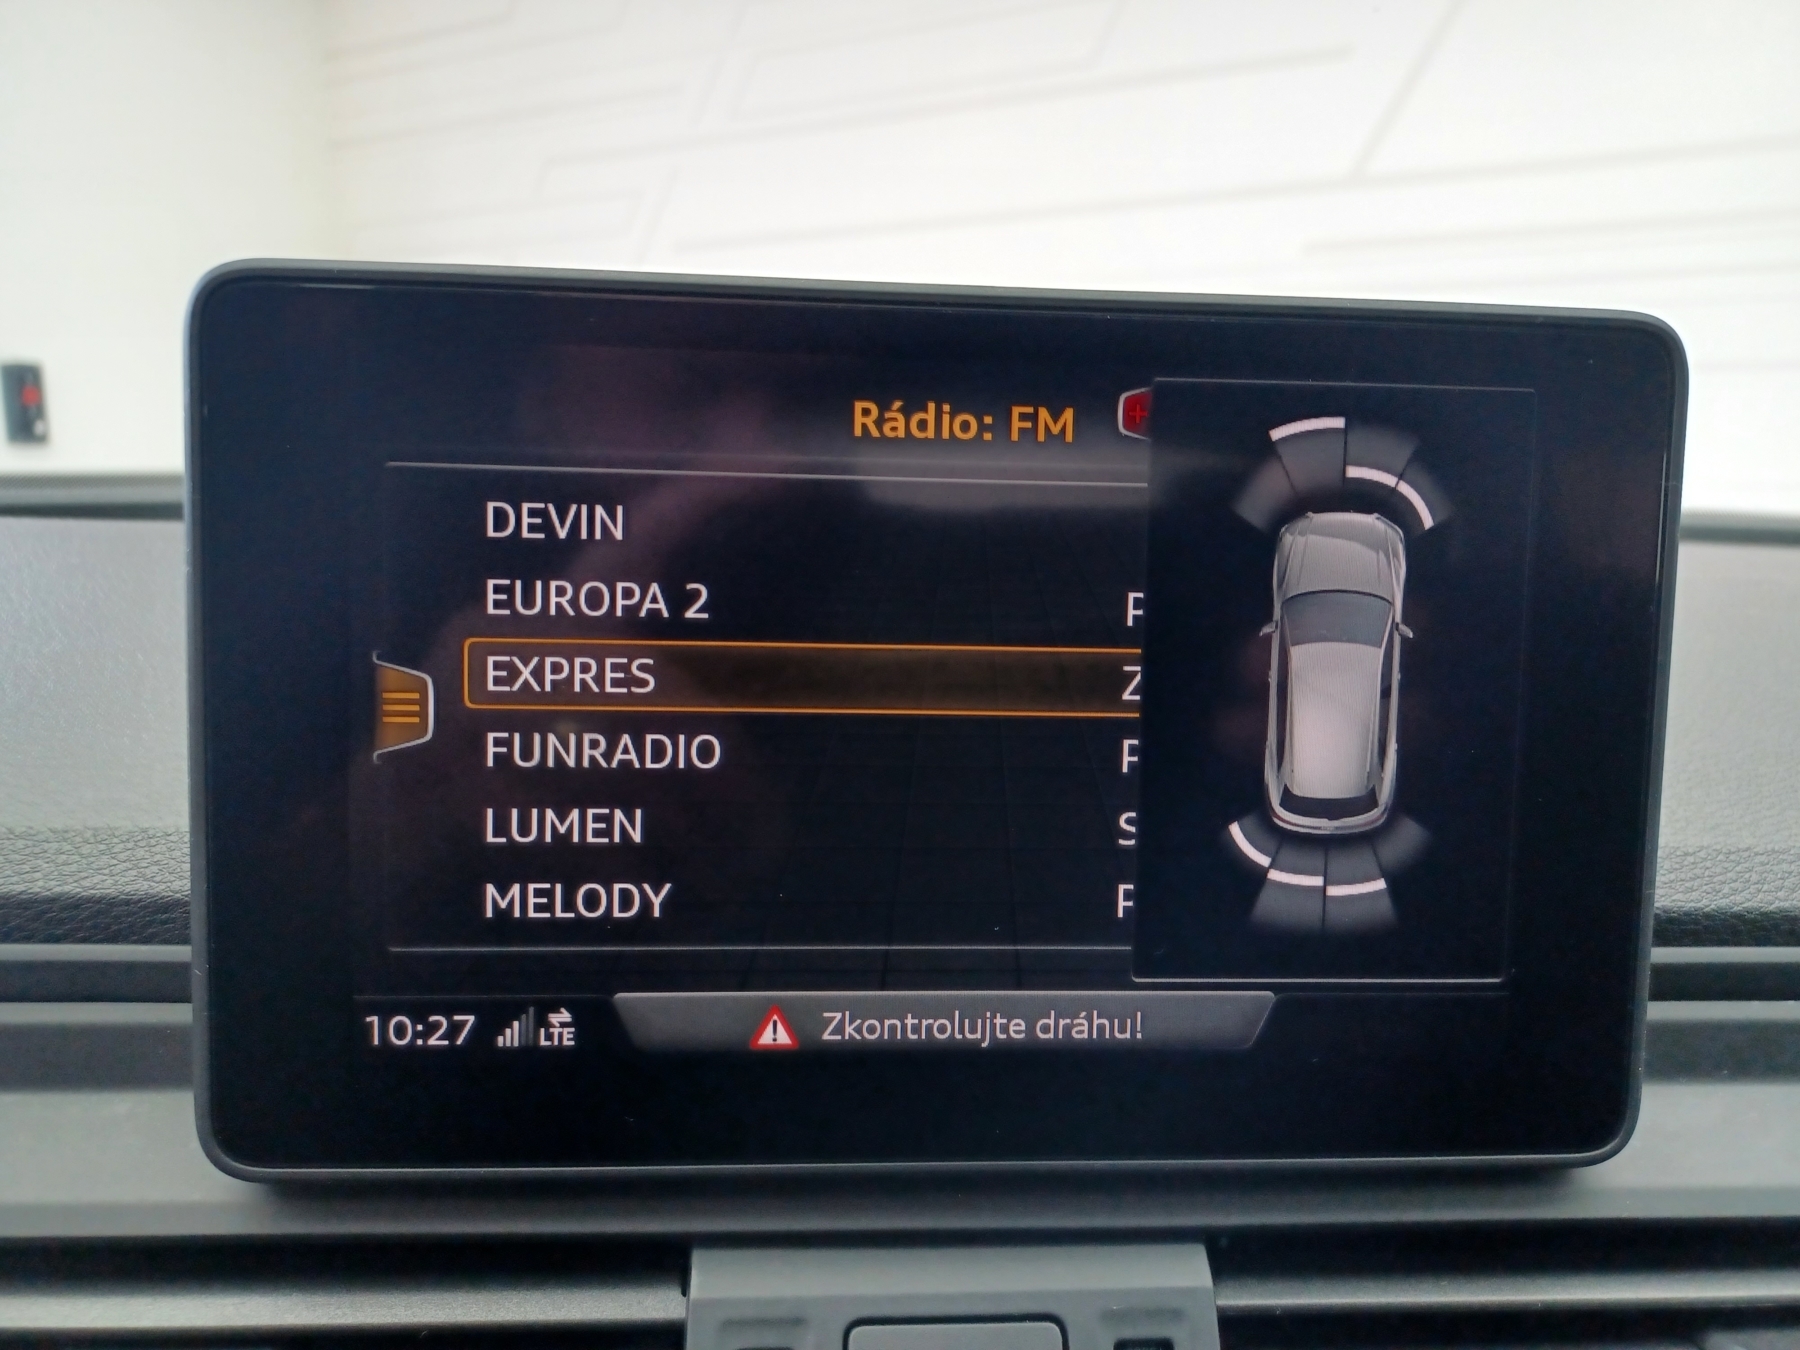 Rádio: FM
DEVIN
EUROPA 2 P
EXPRES Z
FUNRADIO P
LUMEN S
MELODY P
10:27 LTE Zkontrolujte dráhu!